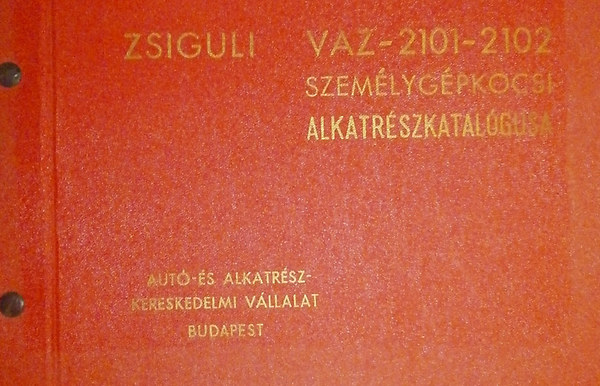 ZSIGULI VAZ-2101-2102
SZEMÉLYGÉPKOCSI
ALKATRÉSZKATALÓGUSA
AUTÓ-ÉS ALKATRÉSZ-
KERESKEDELMI VÁLLALAT
BUDAPEST